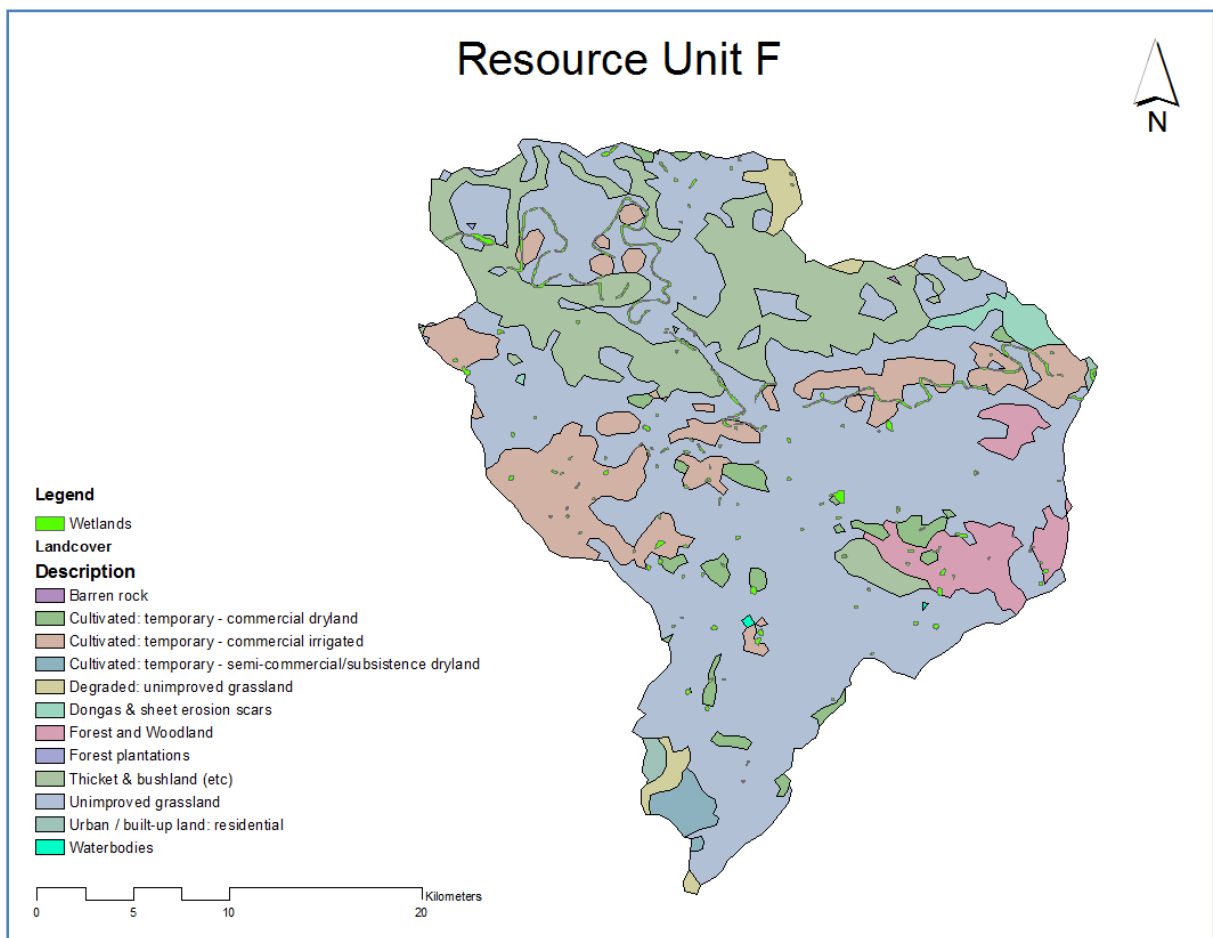 Resource Unit F
N
Legend
Wetlands
Landcover
Description
Barren rock
Cultivated: temporary - commercial dryland
Cultivated: temporary - commercial irrigated
Cultivated: temporary - semi-commercial/subsistence dryland
Degraded: unimproved grassland
Dongas & sheet erosion scars
Forest and Woodland
Forest plantations
Thicket & bushland (etc)
Unimproved grassland
Urban / built-up land: residential
Waterbodies
Kilometers
0 5 10 20